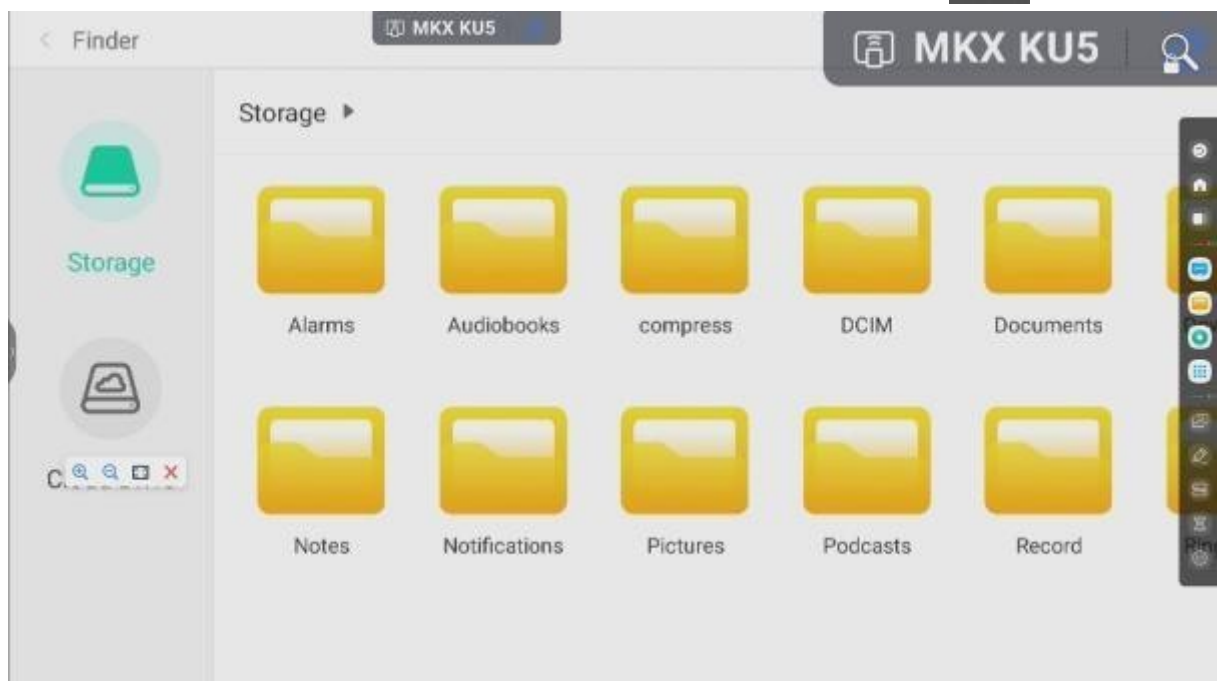 Finder
MKX KU5
MKX KU5
Storage
Storage
Alarms
Audiobooks
compress
DCIM
Documents
Notes
Notifications
Pictures
Podcasts
Record